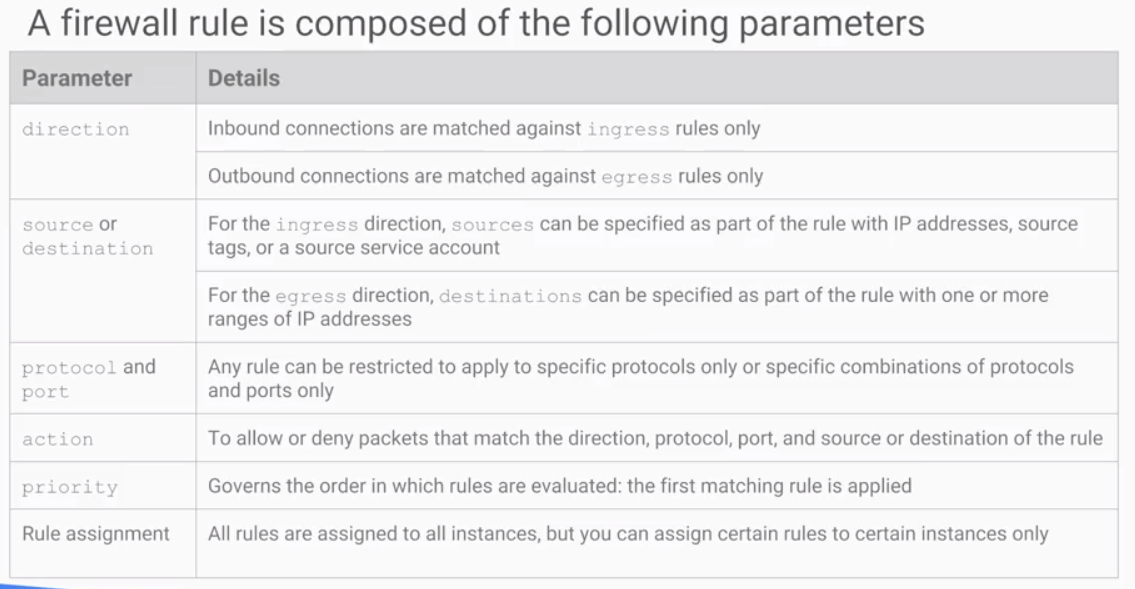 A firewall rule is composed of the following parameters
Parameter
Details
direction
Inbound connections are matched against ingress rules only
Outbound connections are matched against egress rules only
source or
destination
For the ingress direction, sources can be specified as part of the rule with IP addresses, source
tags, or a source service account
For the egress direction, destinations can be specified as part of the rule with one or more
ranges of IP addresses
protocol and
port
Any rule can be restricted to apply to specific protocols only or specific combinations of protocols
and ports only
action
To allow or deny packets that match the direction, protocol, port, and source or destination of the rule
priority
Governs the order in which rules are evaluated: the first matching rule is applied
Rule assignment
All rules are assigned to all instances, but you can assign certain rules to certain instances only